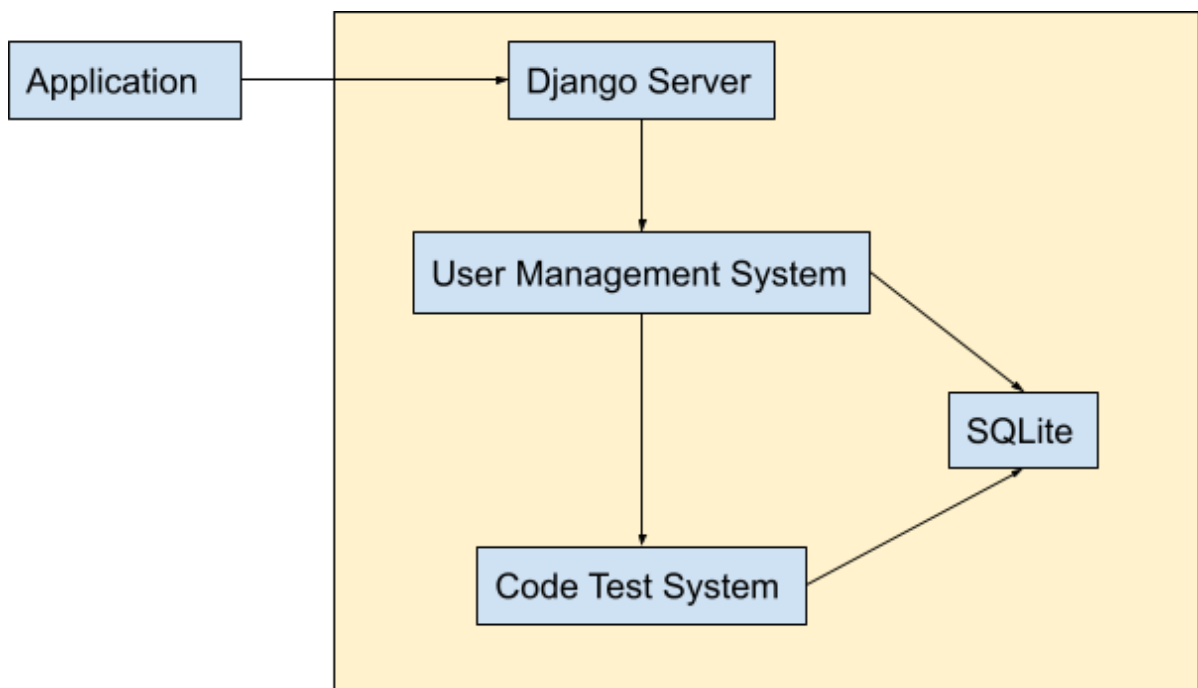 Application
Django Server
User Management System
SQLite
Code Test System